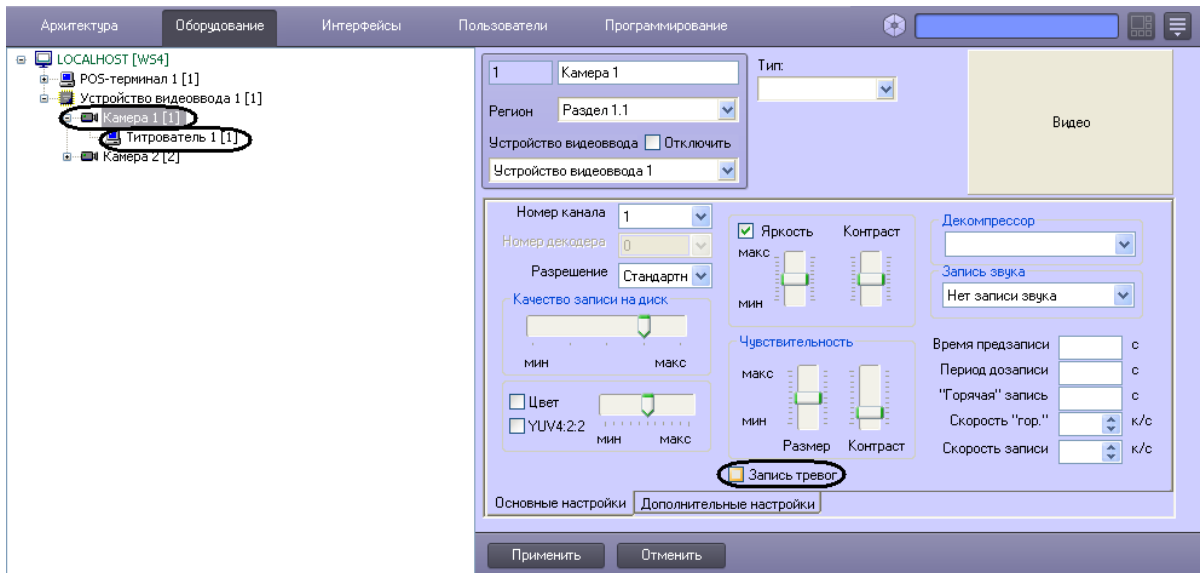 Архитектура Оборудование Интерфейсы Пользователи Программирование
LOCALHOST [WS4]
POS-терминал 1 [1]
Устройство видеоввода 1 [1]
Камера 1 [1]
Титрователь 1 [1]
Камера 2 [2]
1 Камера 1
Регион Раздел 1.1
Устройство видеоввода Отключить
Устройство видеоввода 1
Тип:
Видео
Номер канала 1
Номер декодера 0
Разрешение Стандартн
Качество записи на диск
мин макс
Цвет
YUV4:2:2
мин макс
Яркость Контраст
макс
мин
Чувствительность
макс
мин
Размер Контраст
Запись тревог
Декомпрессор
Запись звука
Нет записи звука
Время предзаписи с
Период дозаписи с
"Горячая" запись с
Скорость "гор." к/с
Скорость записи к/с
Основные настройки Дополнительные настройки
Применить Отменить